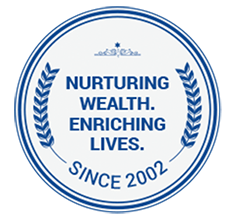 NURTURING
WEALTH.
ENRICHING
LIVES.
SINCE 2002